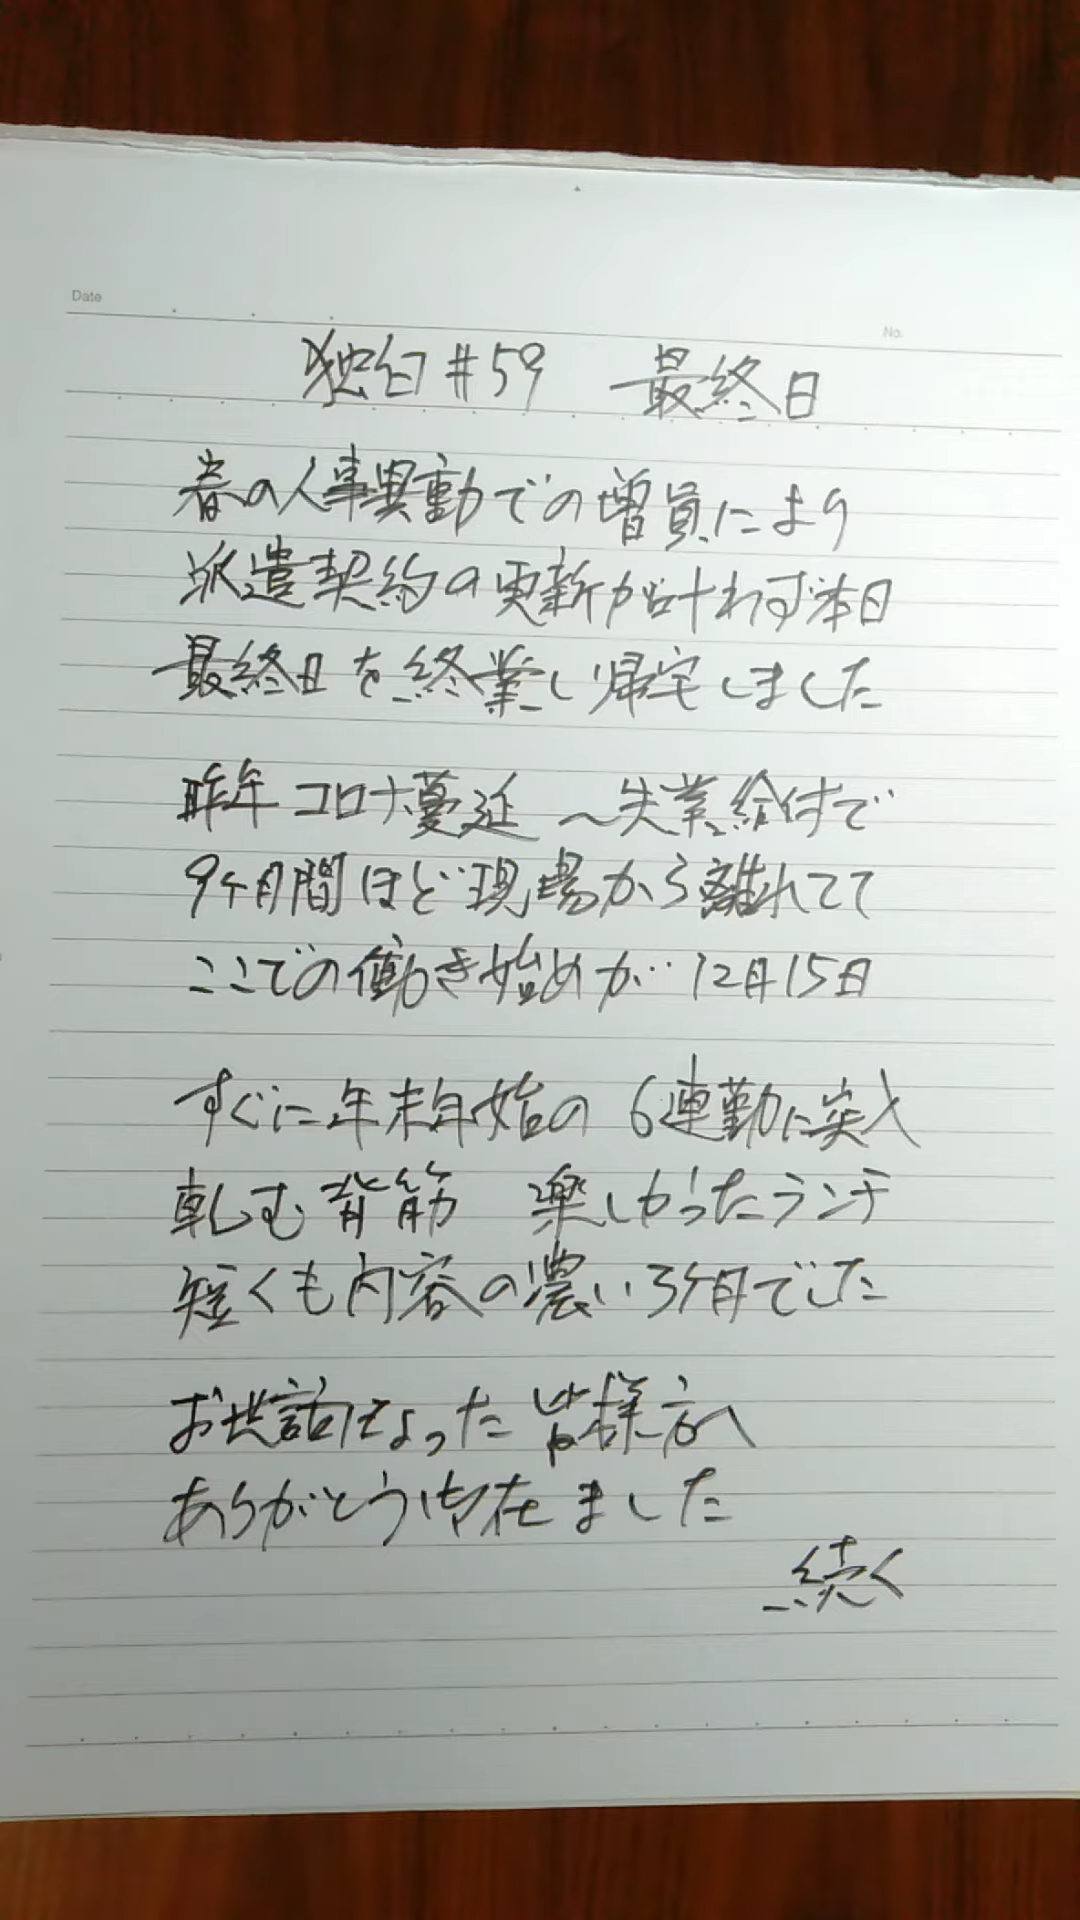 Date
No.
独白#59 最終日
春の人事異動での増員により
派遣契約の更新が叶わず本日
最終日を終業し帰宅しました
昨年コロナ蔓延〜失業給付で
9ヶ月間ほど現場から離れてて
ここでの働き始めが…12月15日
すぐに年末年始の6連勤に突入
軋む背筋 楽しかったランチ
短くも内容の濃い3ヶ月でした
お世話になった皆様方へ
ありがとう御在ました
続く